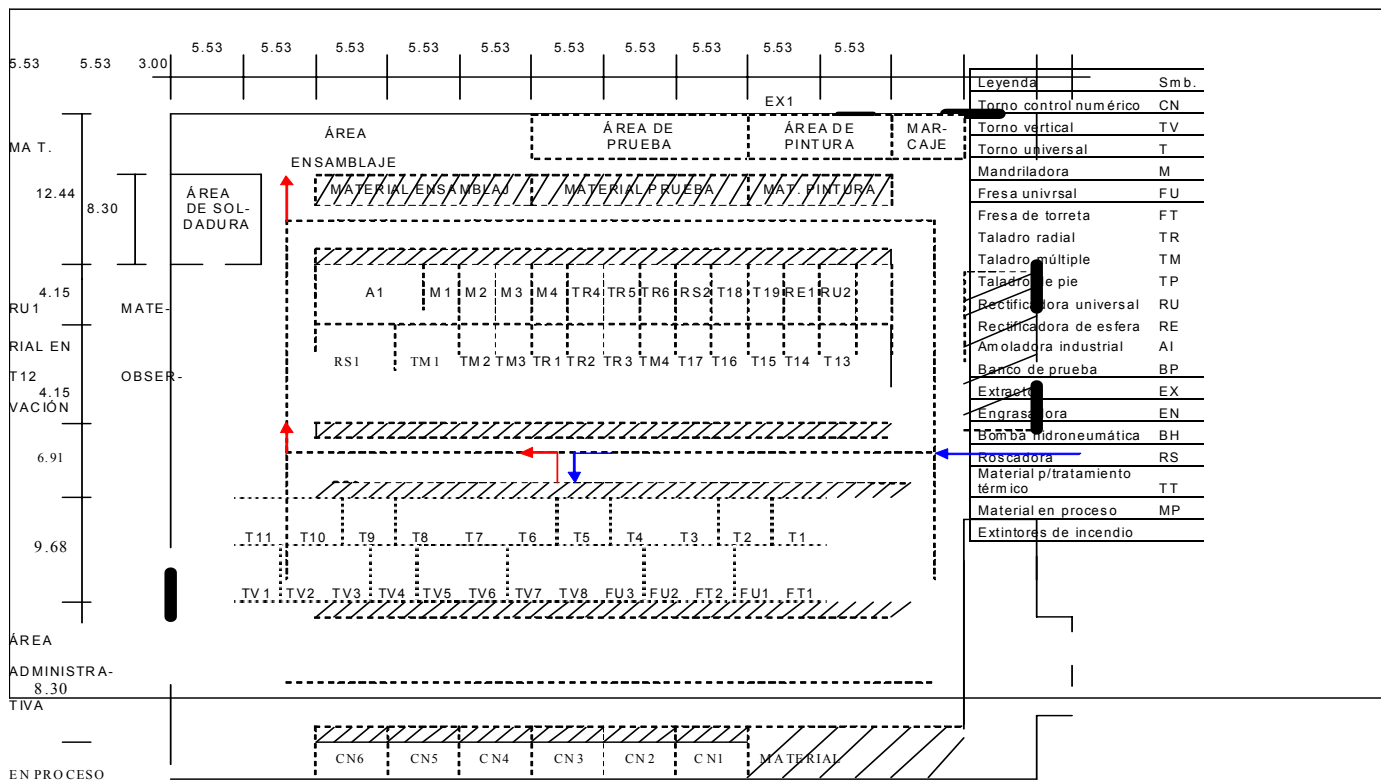 5.53 5.53 5.53 5.53 5.53 5.53 5.53 5.53 5.53 5.53
5.53 5.53 3.00
Leyenda Smb.
Torno control numérico CN
Torno vertical TV
Torno universal T
Mandriladora M
Fresa univrsal FU
Fresa de torreta FT
Taladro radial TR
Taladro múltiple TM
Taladro de pie TP
Rectificadora universal RU
Rectificadora de esfera RE
Amoladora industrial AI
Banco de prueba BP
Extractor EX
Engrasadora EN
Bomba hidroneumática BH
Roscadora RS
Material p/tratamiento
térmico TT
Material en proceso MP
Extintores de incendio
EX1
ÁREA
ENSAMBLAJE
ÁREA DE
PRUEBA
ÁREA DE
PINTURA
MAR-
CAJE
MAT.
12.44
8.30
ÁREA
DE SOL-
DADURA
MATERIAL ENSAMBLAJ
MATERIAL PRUEBA
MAT. PINTURA
4.15
RU1 MATE-
RIAL EN
T12 OBSER-
4.15
VACIÓN
A1 M1 M2 M3 M4 TR4 TR5 TR6 RS2 T18 T19 RE1 RU2
RS1 TM1 TM2 TM3 TR1 TR2 TR3 TM4 T17 T16 T15 T14 T13
6.91
9.68
T11 T10 T9 T8 T7 T6 T5 T4 T3 T2 T1
TV1 TV2 TV3 TV4 TV5 TV6 TV7 TV8 FU3 FU2 FT2 FU1 FT1
ÁREA
ADMINISTRA-
8.30
TIVA
CN6 CN5 CN4 CN3 CN2 CN1 MATERIAL
EN PROCESO